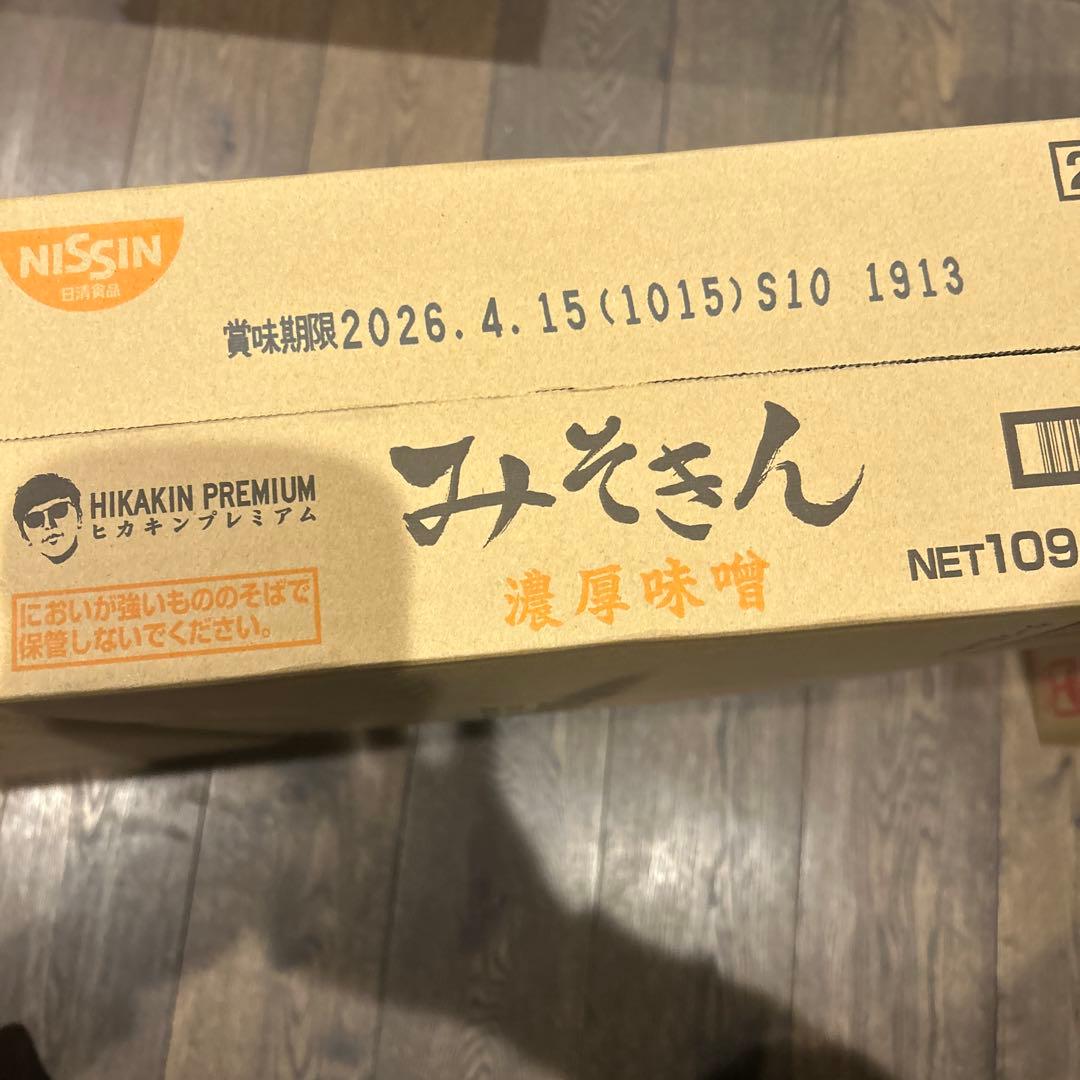 NISSIN
日清食品
賞味期限2026.4.15(1015)S10 1913
HIKAKIN PREMIUM
ヒカキンプレミアム
みそきん
濃厚味噌
NET109
においが強いもののそばで
保管しないでください。